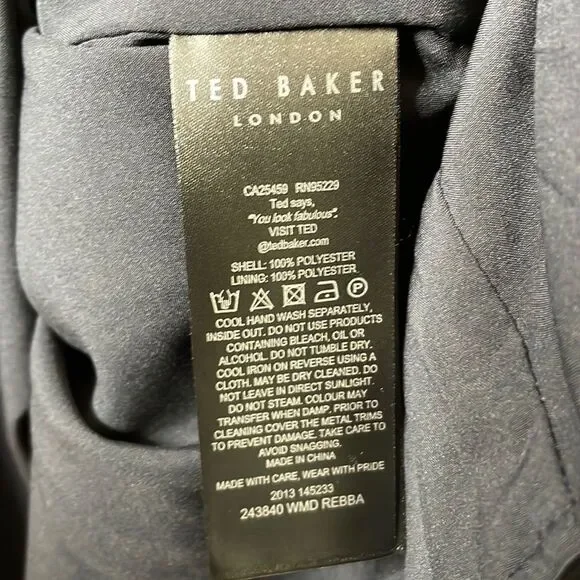 TED BAKER
LONDON
CA25459 RN95229
Ted says,
"You look fabulous".
VISIT TED
@tedbaker.com
SHELL: 100% POLYESTER
LINING: 100% POLYESTER
P
COOL HAND WASH SEPARATELY,
INSIDE OUT. DO NOT USE PRODUCTS
CONTAINING BLEACH, OIL OR
ALCOHOL. DO NOT TUMBLE DRY.
COOL IRON ON REVERSE USING A
CLOTH. MAY BE DRY CLEANED. DO
NOT LEAVE IN DIRECT SUNLIGHT.
DO NOT STEAM. COLOUR MAY
TRANSFER WHEN DAMP. PRIOR TO
CLEANING COVER THE METAL TRIMS
TO PREVENT DAMAGE. TAKE CARE TO
AVOID SNAGGING.
MADE IN CHINA
MADE WITH CARE, WEAR WITH PRIDE
2013 145233
243840 WMD REBBA